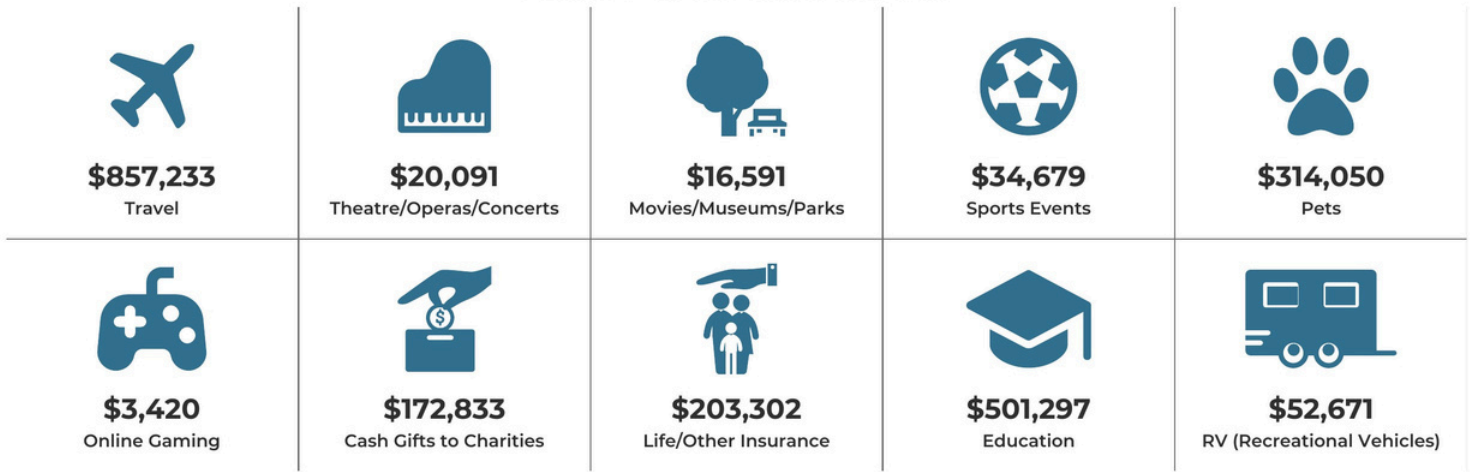 $857,233
Travel
$20,091
Theatre/Operas/Concerts
$16,591
Movies/Museums/Parks
$34,679
Sports Events
$314,050
Pets
$3,420
Online Gaming
$
$172,833
Cash Gifts to Charities
$203,302
Life/Other Insurance
$501,297
Education
$52,671
RV (Recreational Vehicles)